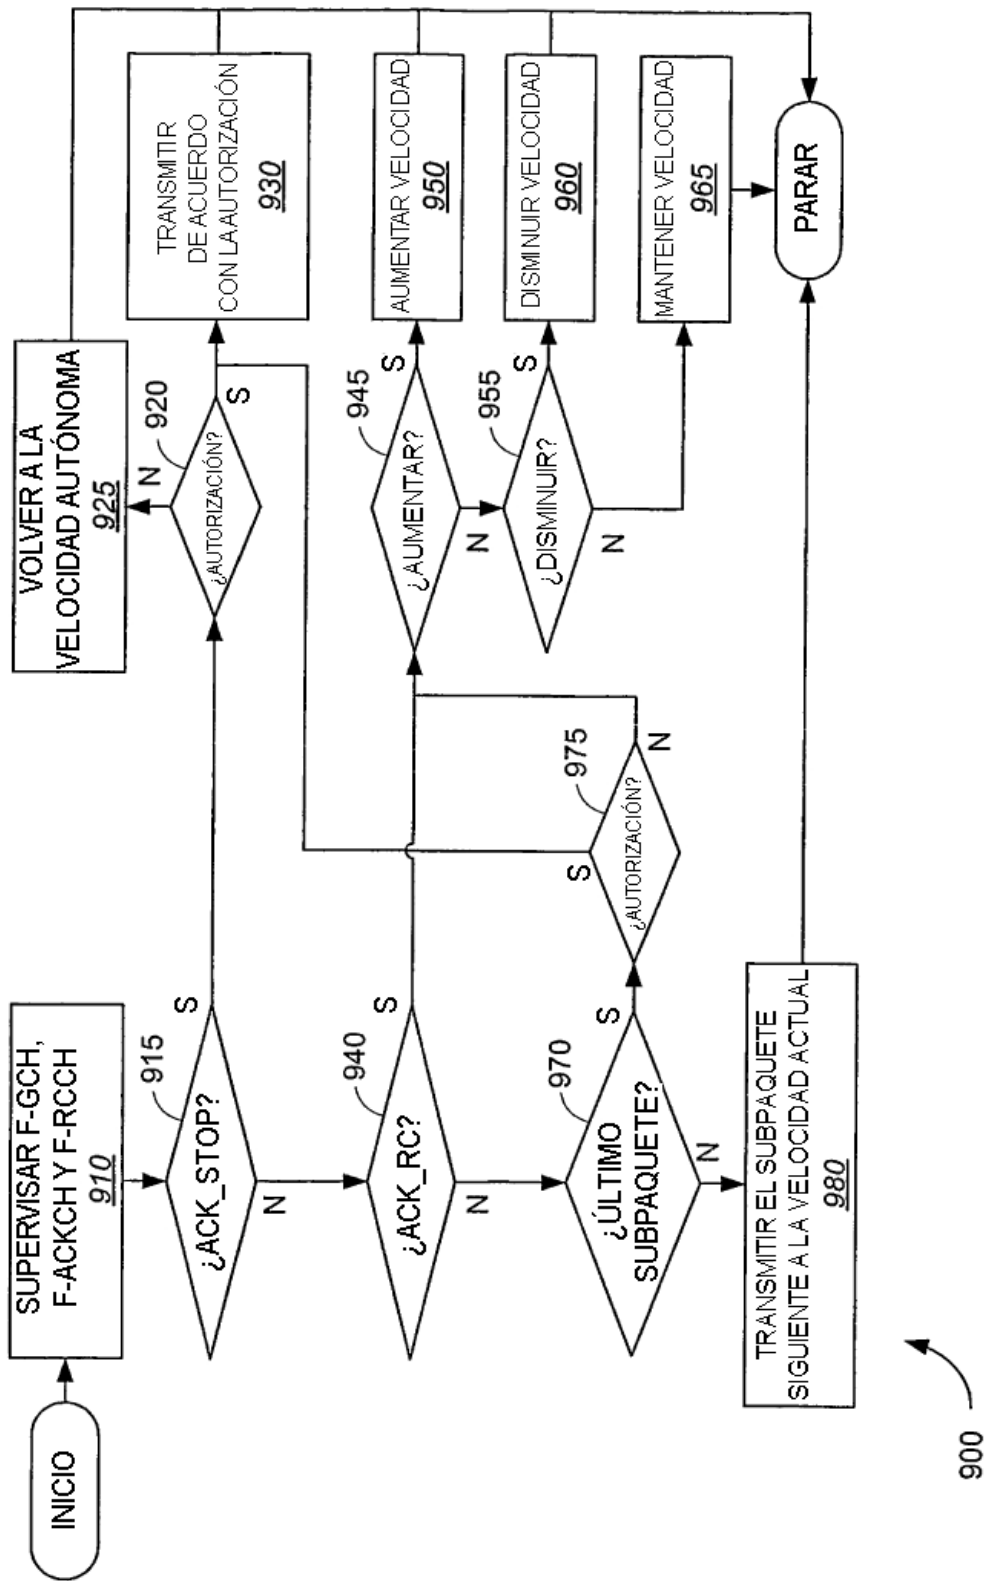 INICIO
SUPERVISAR F-GCH,
F-ACKCH Y F-RCCH
910
¿ACK_STOP?
915
S
N
¿AUTORIZACIÓN?
920
N
S
VOLVER A LA
VELOCIDAD AUTÓNOMA
925
TRANSMITIR
DE ACUERDO
CON LA AUTORIZACIÓN
930
¿ACK_RC?
940
S
N
¿AUMENTAR?
945
S
N
AUMENTAR VELOCIDAD
950
¿DISMINUIR?
955
S
N
DISMINUIR VELOCIDAD
960
MANTENER VELOCIDAD
965
¿ÚLTIMO
SUBPAQUETE?
970
S
N
¿AUTORIZACIÓN?
975
S
N
TRANSMITIR EL SUBPAQUETE
SIGUIENTE A LA VELOCIDAD ACTUAL
980
PARAR
900